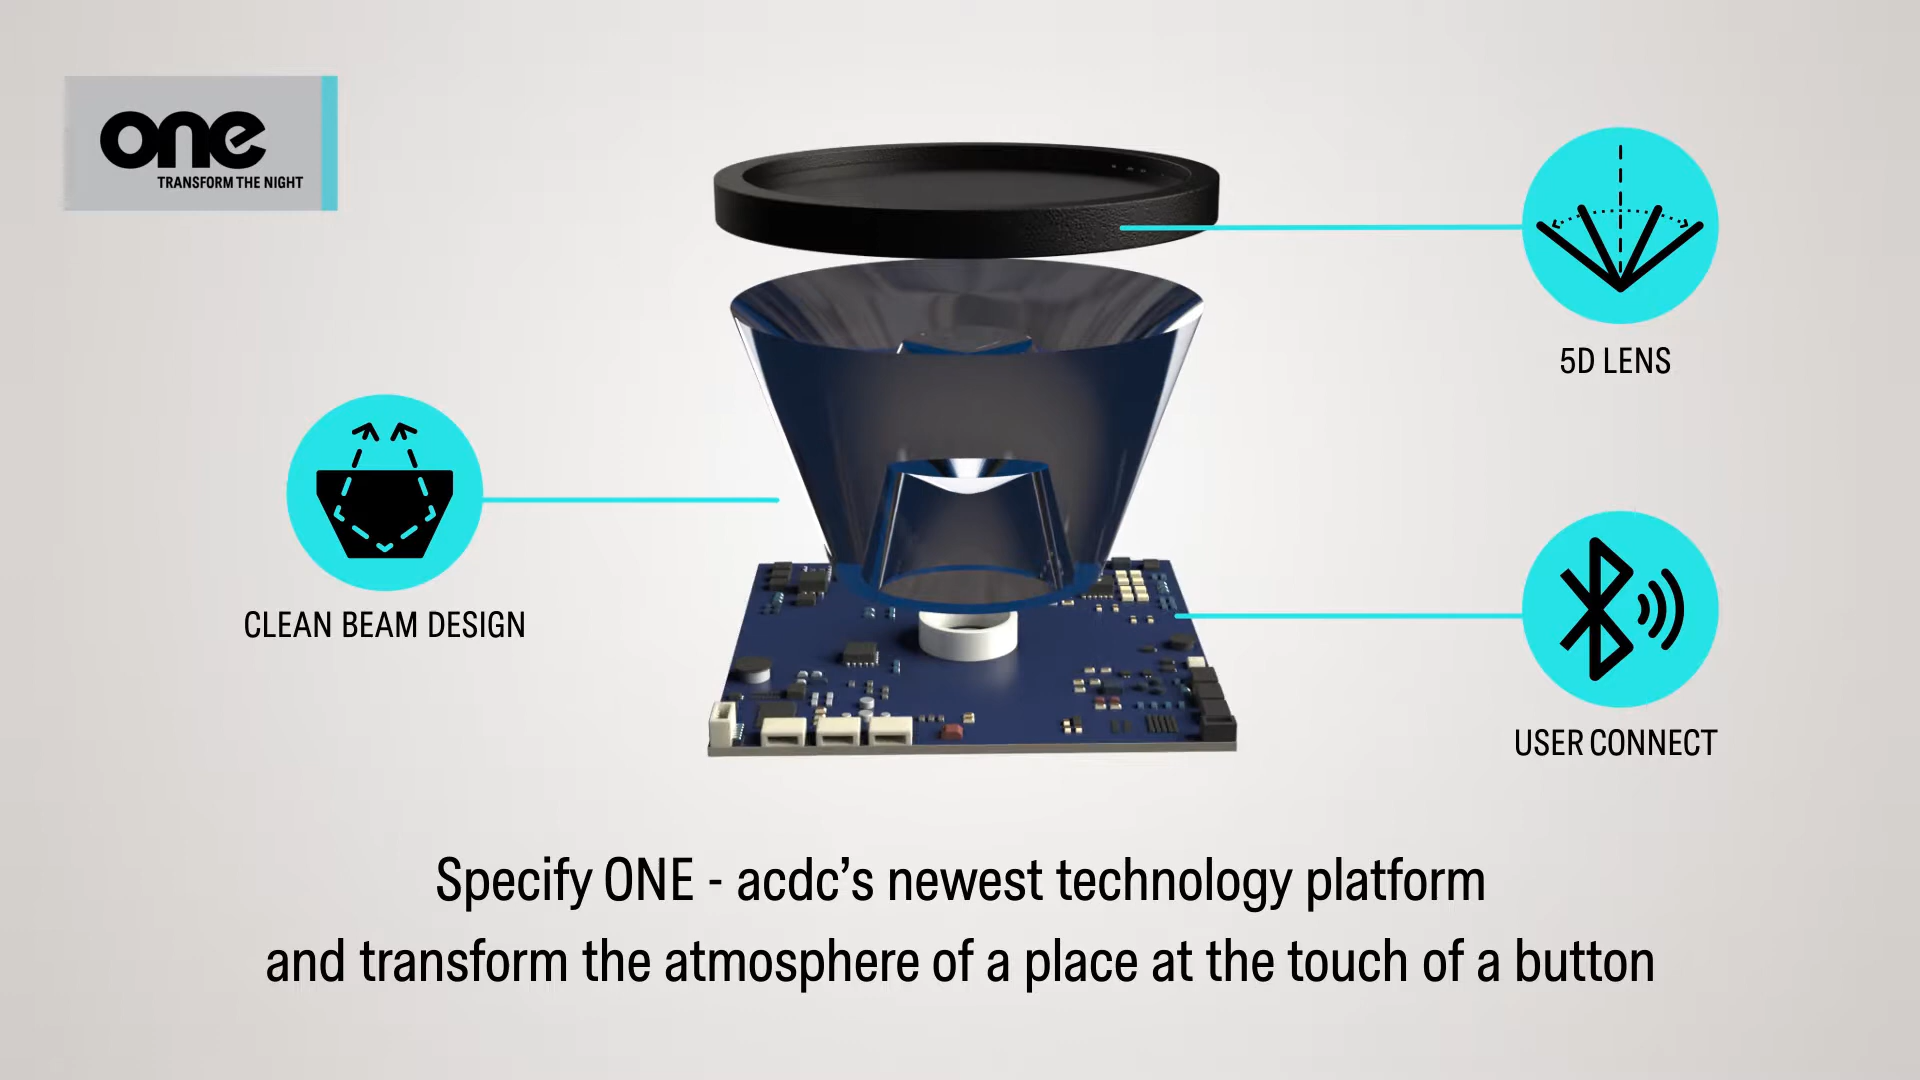 one
TRANSFORM THE NIGHT
5D LENS
CLEAN BEAM DESIGN
USER CONNECT
Specify ONE - acdc’s newest technology platform
and transform the atmosphere of a place at the touch of a button